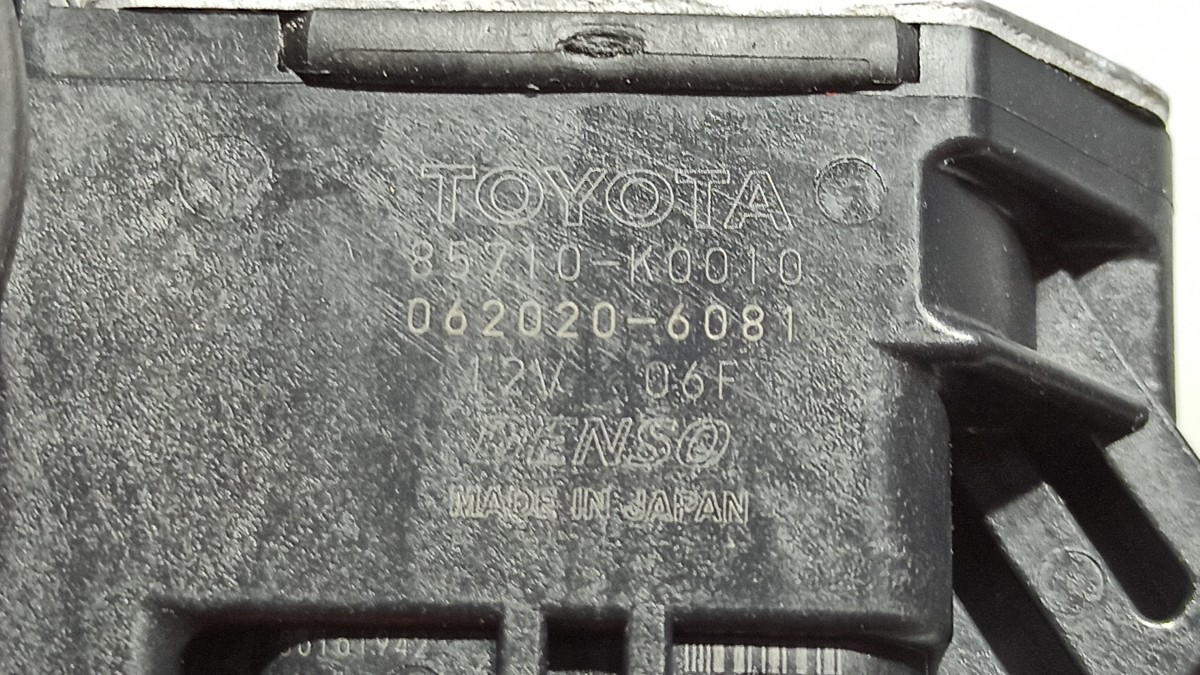 TOYOTA
85710-K0010
062020-6081
12V 06F
DENSO
MADE IN JAPAN